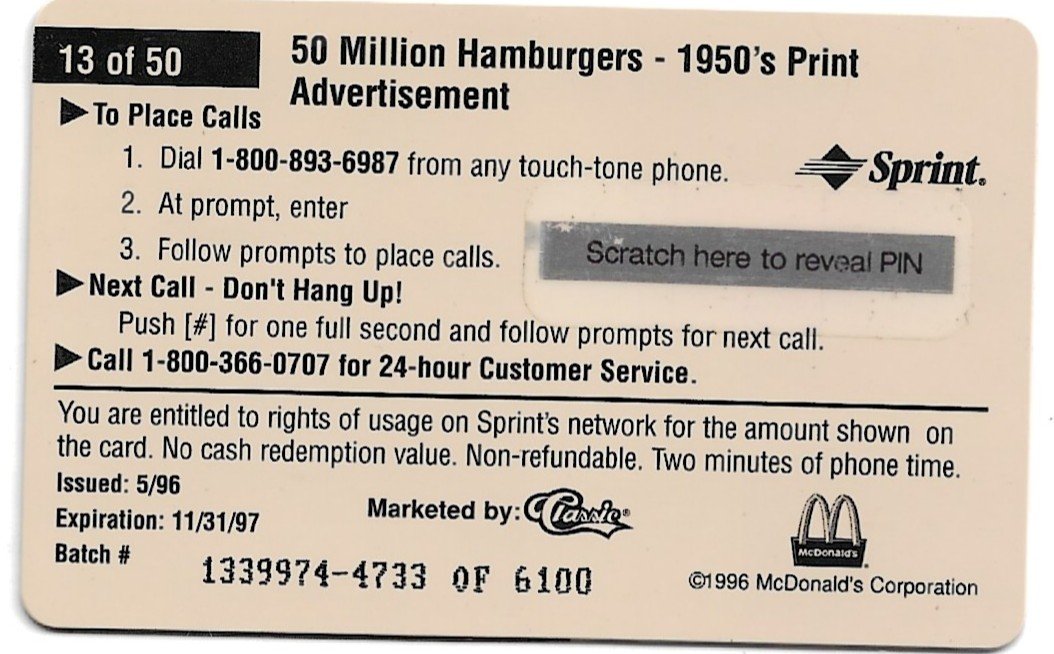 13 of 50
50 Million Hamburgers - 1950's Print
Advertisement
▶To Place Calls
1. Dial 1-800-893-6987 from any touch-tone phone.
Sprint.
2. At prompt, enter
Scratch here to reveal PIN
3. Follow prompts to place calls.
▶Next Call - Don't Hang Up!
Push [#] for one full second and follow prompts for next call.
▶Call 1-800-366-0707 for 24-hour Customer Service.
You are entitled to rights of usage on Sprint's network for the amount shown on
the card. No cash redemption value. Non-refundable. Two minutes of phone time.
Issued: 5/96
Expiration: 11/31/97
Marketed by: Classic®
McDonald's®
Batch #
1339974-4733 OF 6100
©1996 McDonald's Corporation